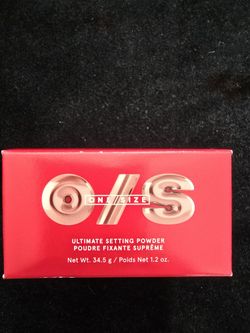 O/S
ONE/SIZE
ULTIMATE SETTING POWDER
POUDRE FIXANTE SUPRÊME
Net Wt. 34.5 g / Poids Net 1.2 oz.